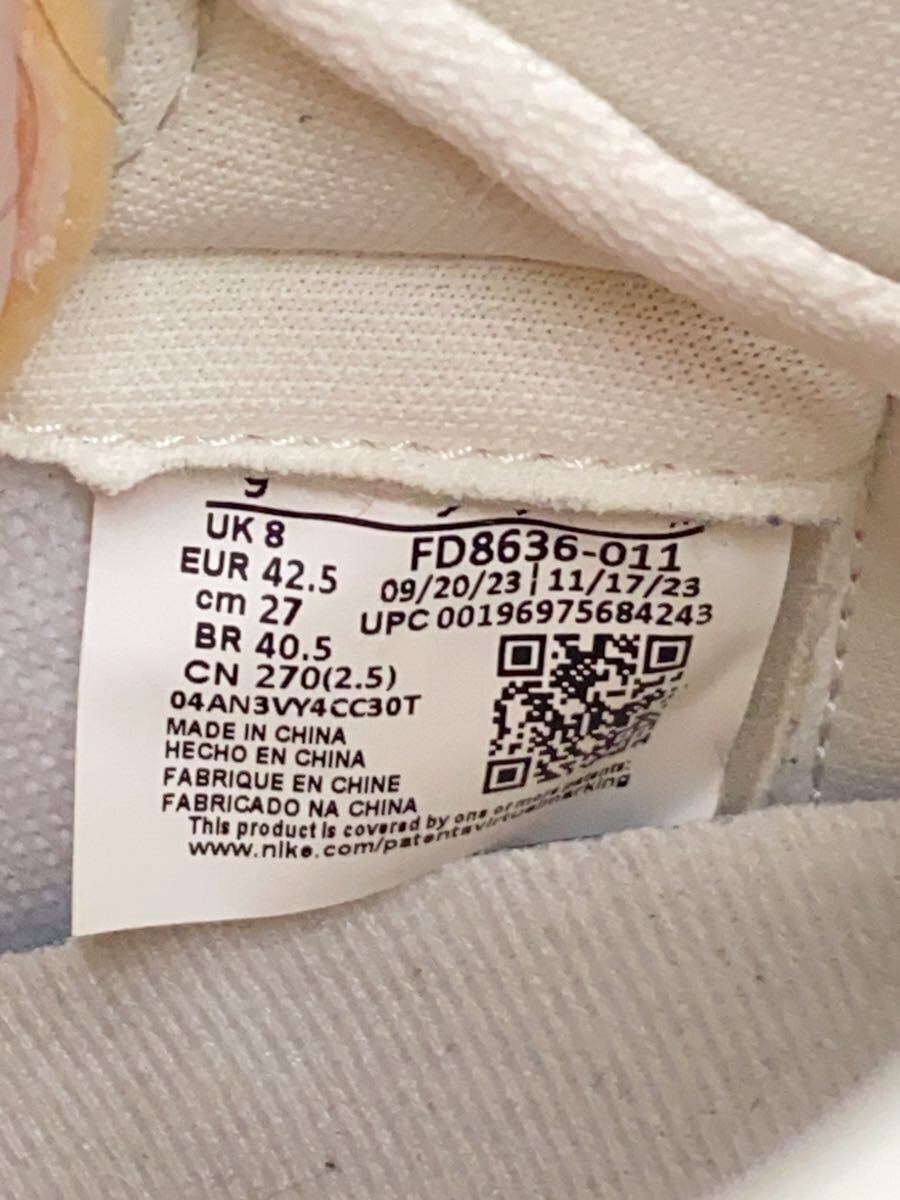 UK 8
EUR 42.5
cm 27
BR 40.5
CN 270(2.5)
04AN3VY4CC30T
FD8636-011
09/20/23 | 11/17/23
UPC 00196975684243
MADE IN CHINA
HECHO EN CHINA
FABRIQUE EN CHINE
FABRICADO NA CHINA
This product is covered by one or more patents:
www.nike.com/patentsvirtualmarking